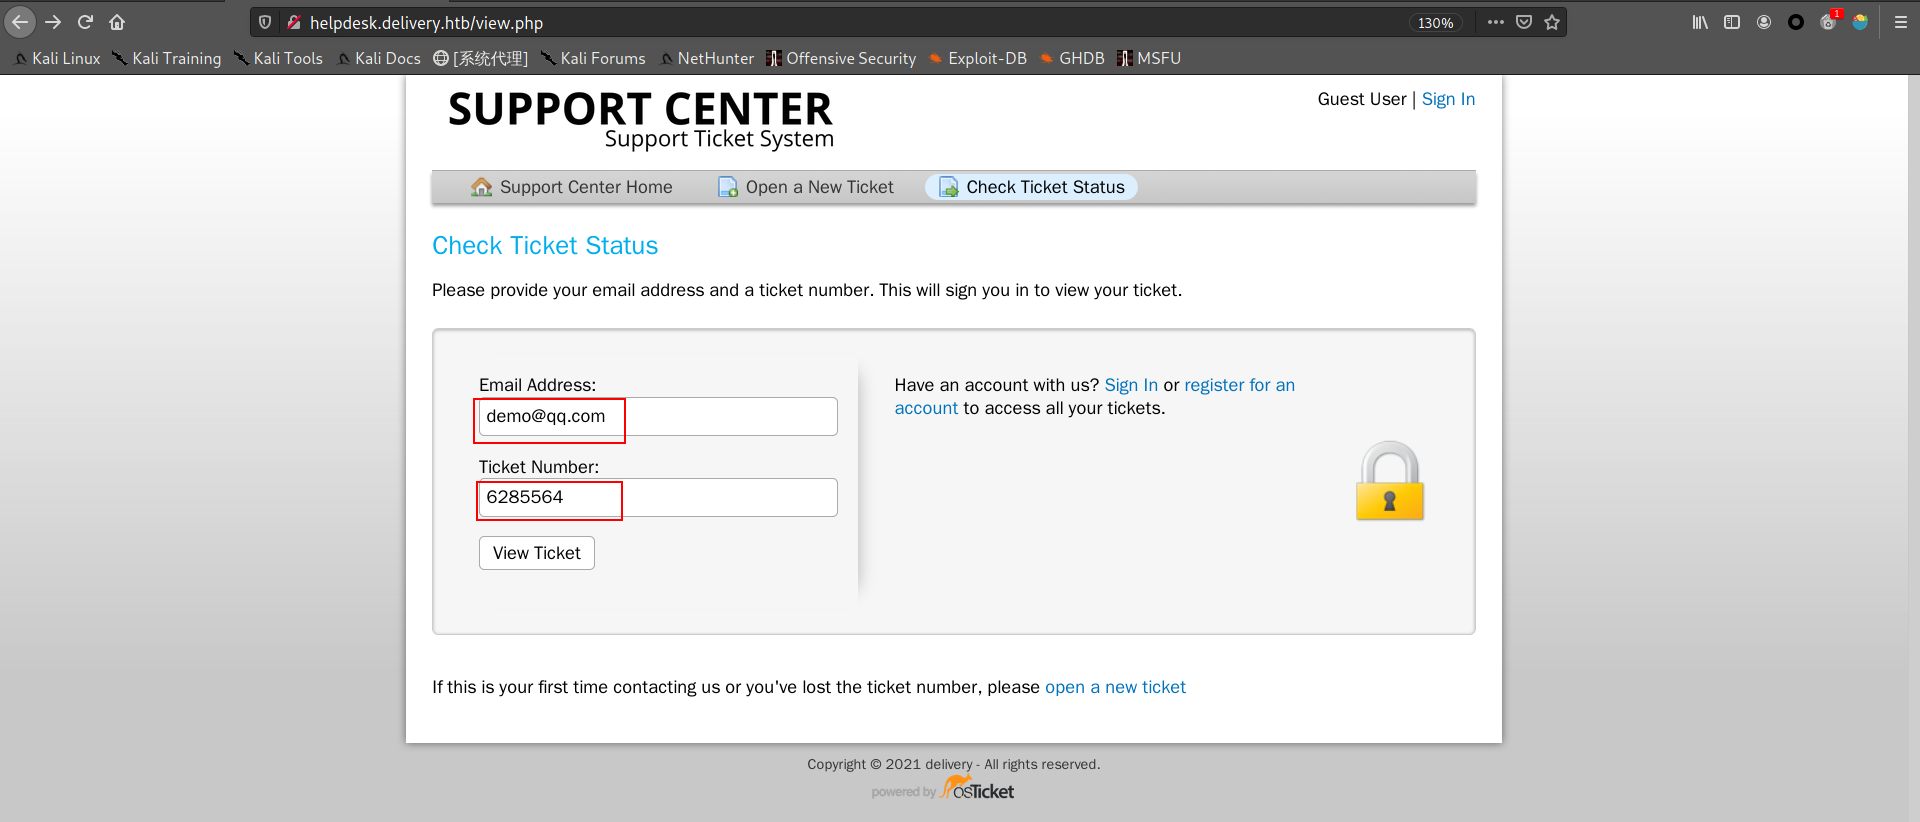 helpdesk.delivery.htb/view.php 130% 1
Kali Linux Kali Training Kali Tools Kali Docs [系统代理] Kali Forums NetHunter Offensive Security Exploit-DB GHDB MSFU
SUPPORT CENTER
Support Ticket System
Guest User | Sign In
Support Center Home Open a New Ticket Check Ticket Status
Check Ticket Status
Please provide your email address and a ticket number. This will sign you in to view your ticket.
Email Address:
demo@qq.com
Ticket Number:
6285564
View Ticket
Have an account with us? Sign In or register for an
account to access all your tickets.
If this is your first time contacting us or you've lost the ticket number, please open a new ticket
Copyright © 2021 delivery - All rights reserved.
powered by osTicket